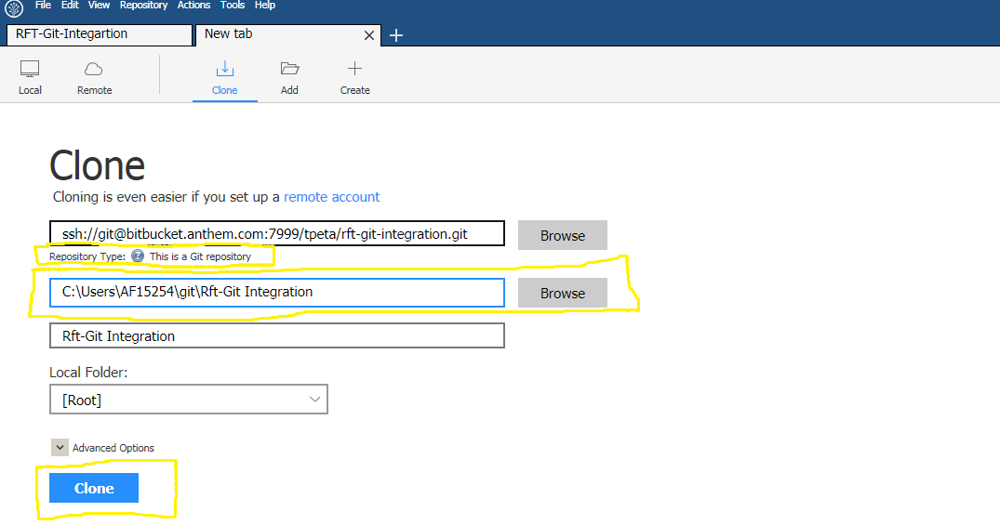 File Edit View Repository Actions Tools Help
RFT-Git-Integartion New tab
Local Remote Clone Add Create
Clone
Cloning is even easier if you set up a remote account
ssh://git@bitbucket.anthem.com:7999/tpeta/rft-git-integration.git Browse
Repository Type: ? This is a Git repository
C:\Users\AF15254\git\Rft-Git Integration Browse
Rft-Git Integration
Local Folder:
[Root]
Advanced Options
Clone